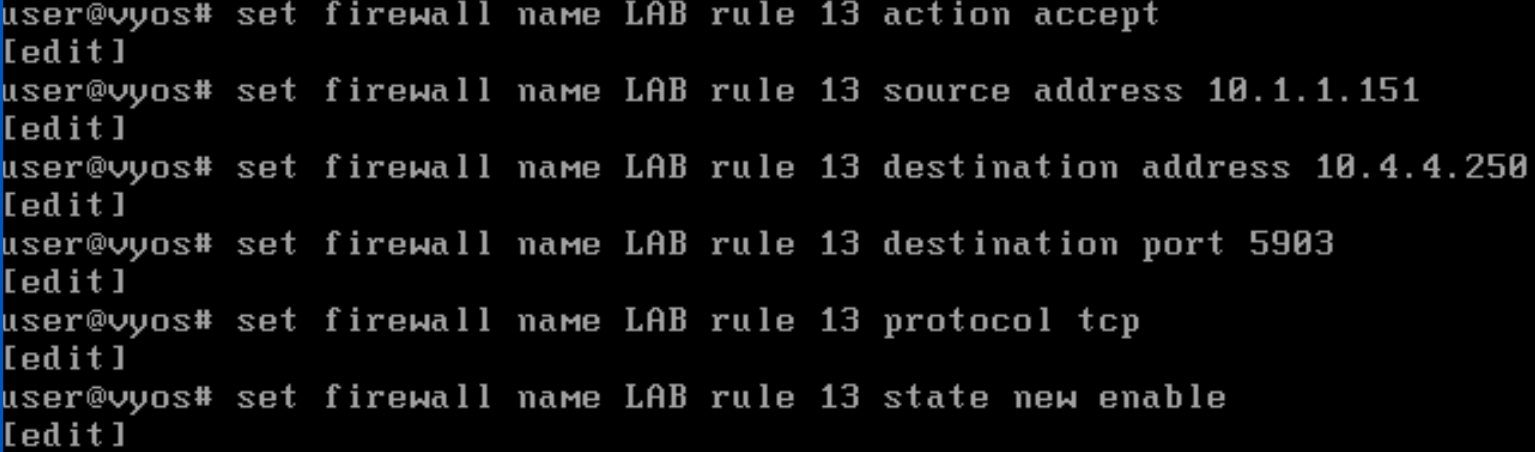 user@vyos# set firewall name LAB rule 13 action accept
[edit]
user@vyos# set firewall name LAB rule 13 source address 10.1.1.151
[edit]
user@vyos# set firewall name LAB rule 13 destination address 10.4.4.250
[edit]
user@vyos# set firewall name LAB rule 13 destination port 5903
[edit]
user@vyos# set firewall name LAB rule 13 protocol tcp
[edit]
user@vyos# set firewall name LAB rule 13 state new enable
[edit]